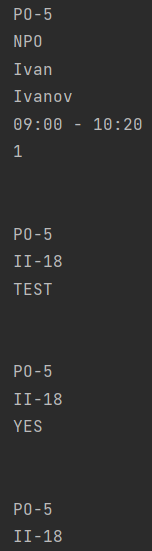 PO-5
NPO
Ivan
Ivanov
09:00 - 10:20
1
PO-5
II-18
TEST
PO-5
II-18
YES
PO-5
II-18